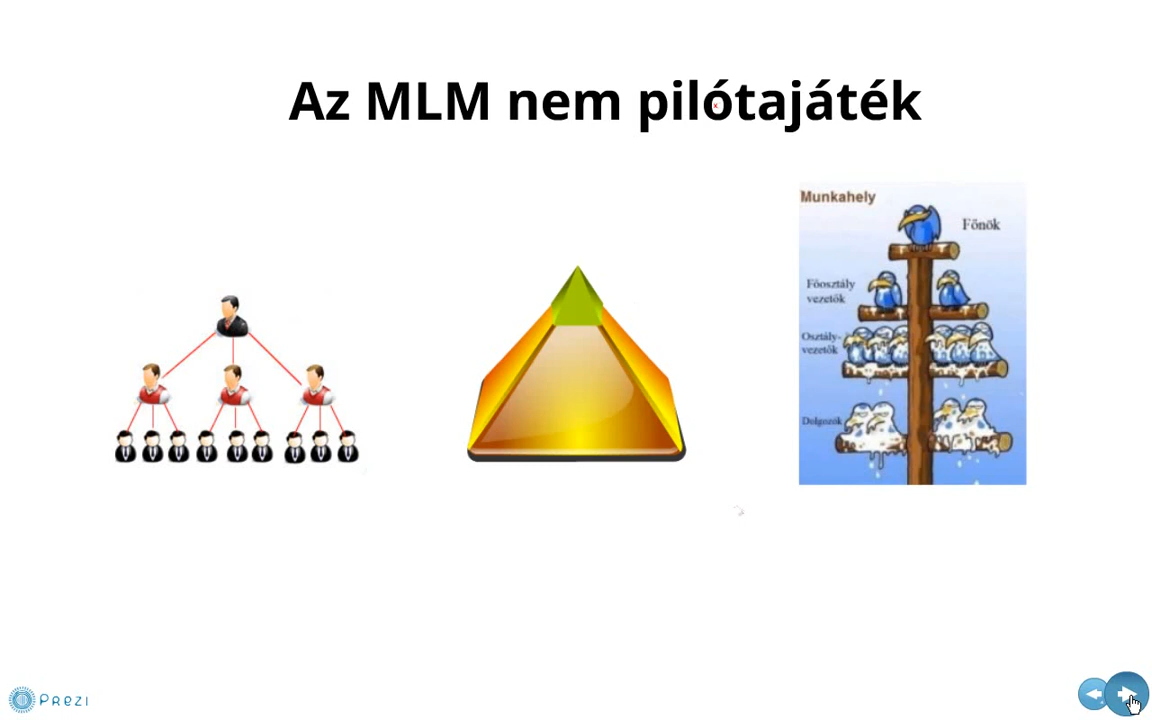 Az MLM nem pilótajáték
Munkahely
Főnök
Főosztály
vezetők
Osztály-
vezetők
Dolgozók
Prezi